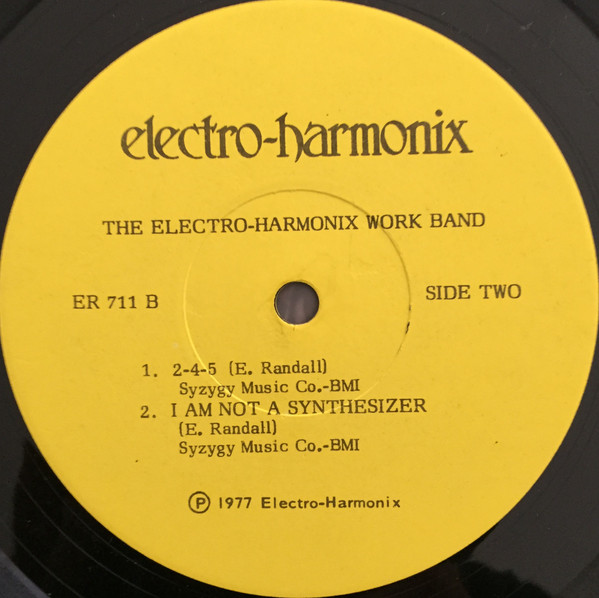 electro-harmonix
THE ELECTRO-HARMONIX WORK BAND
ER 711 B
SIDE TWO
1. 2-4-5 (E. Randall)
Syzygy Music Co.-BMI
2. I AM NOT A SYNTHESIZER
(E. Randall)
Syzygy Music Co.-BMI
℗ 1977 Electro-Harmonix